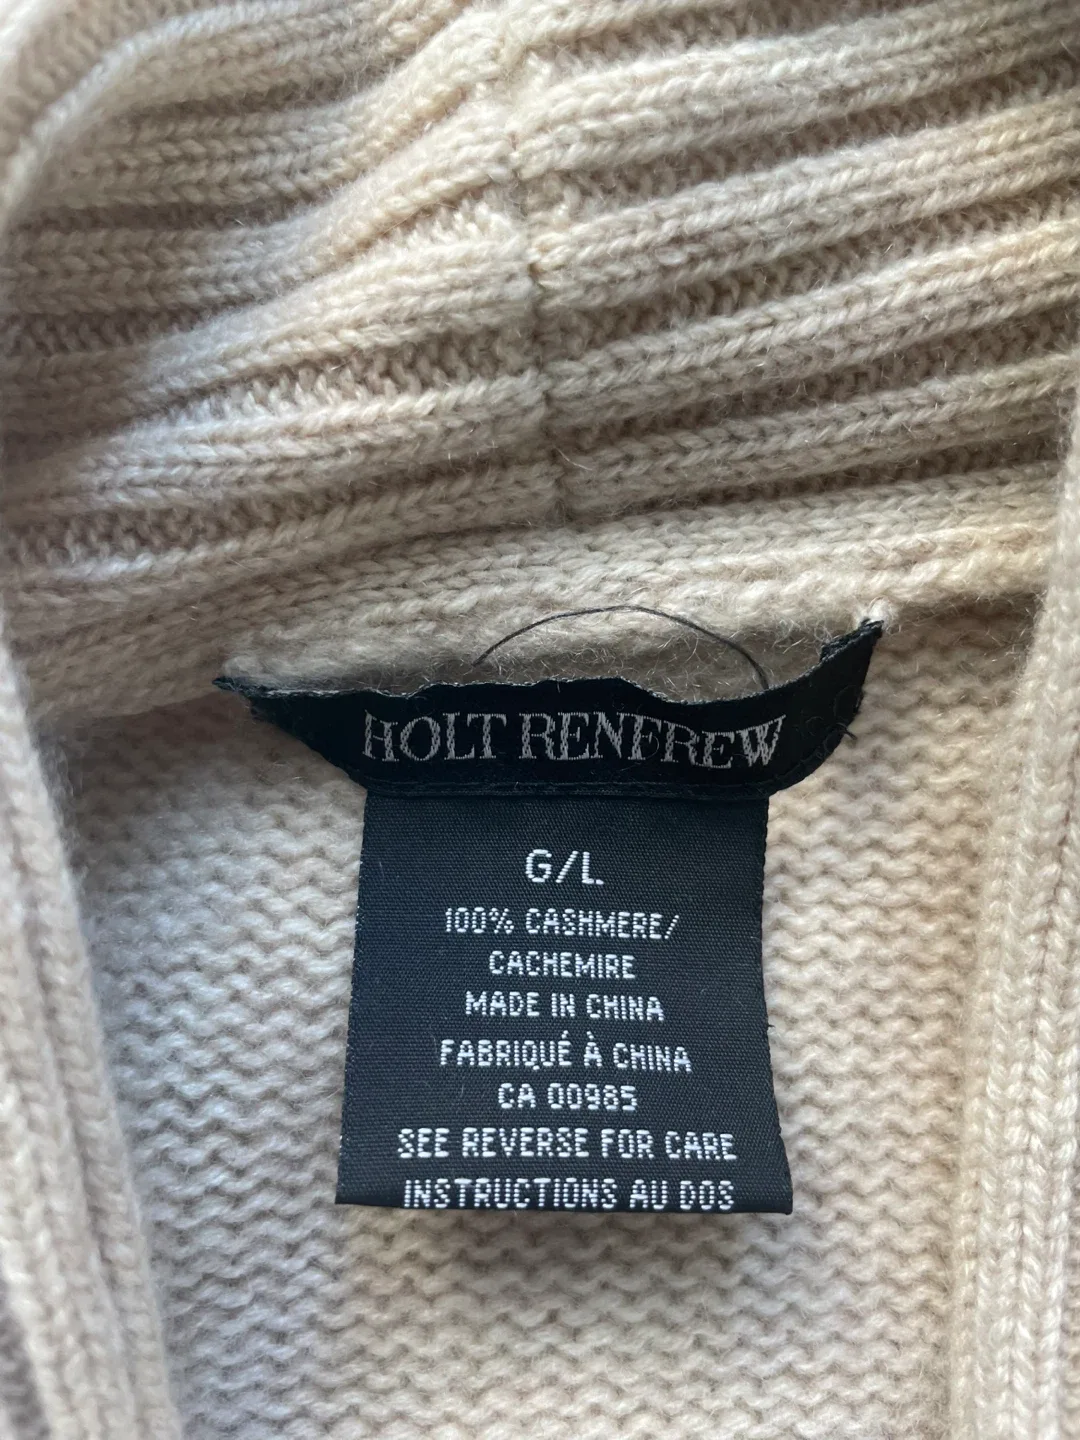 HOLT RENFREW
G/L
100% CASHMERE/
CACHEMIRE
MADE IN CHINA
FABRIQUÉ À CHINA
CA 00985
SEE REVERSE FOR CARE
INSTRUCTIONS AU DOS